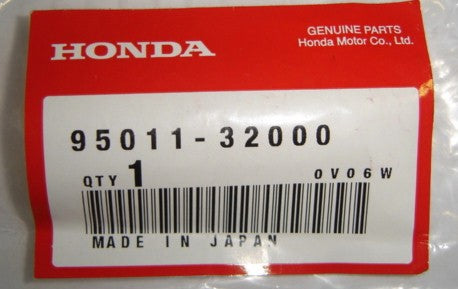 HONDA
GENUINE PARTS
Honda Motor Co., Ltd.
95011-32000
QTY 1 0V06W
MADE IN JAPAN